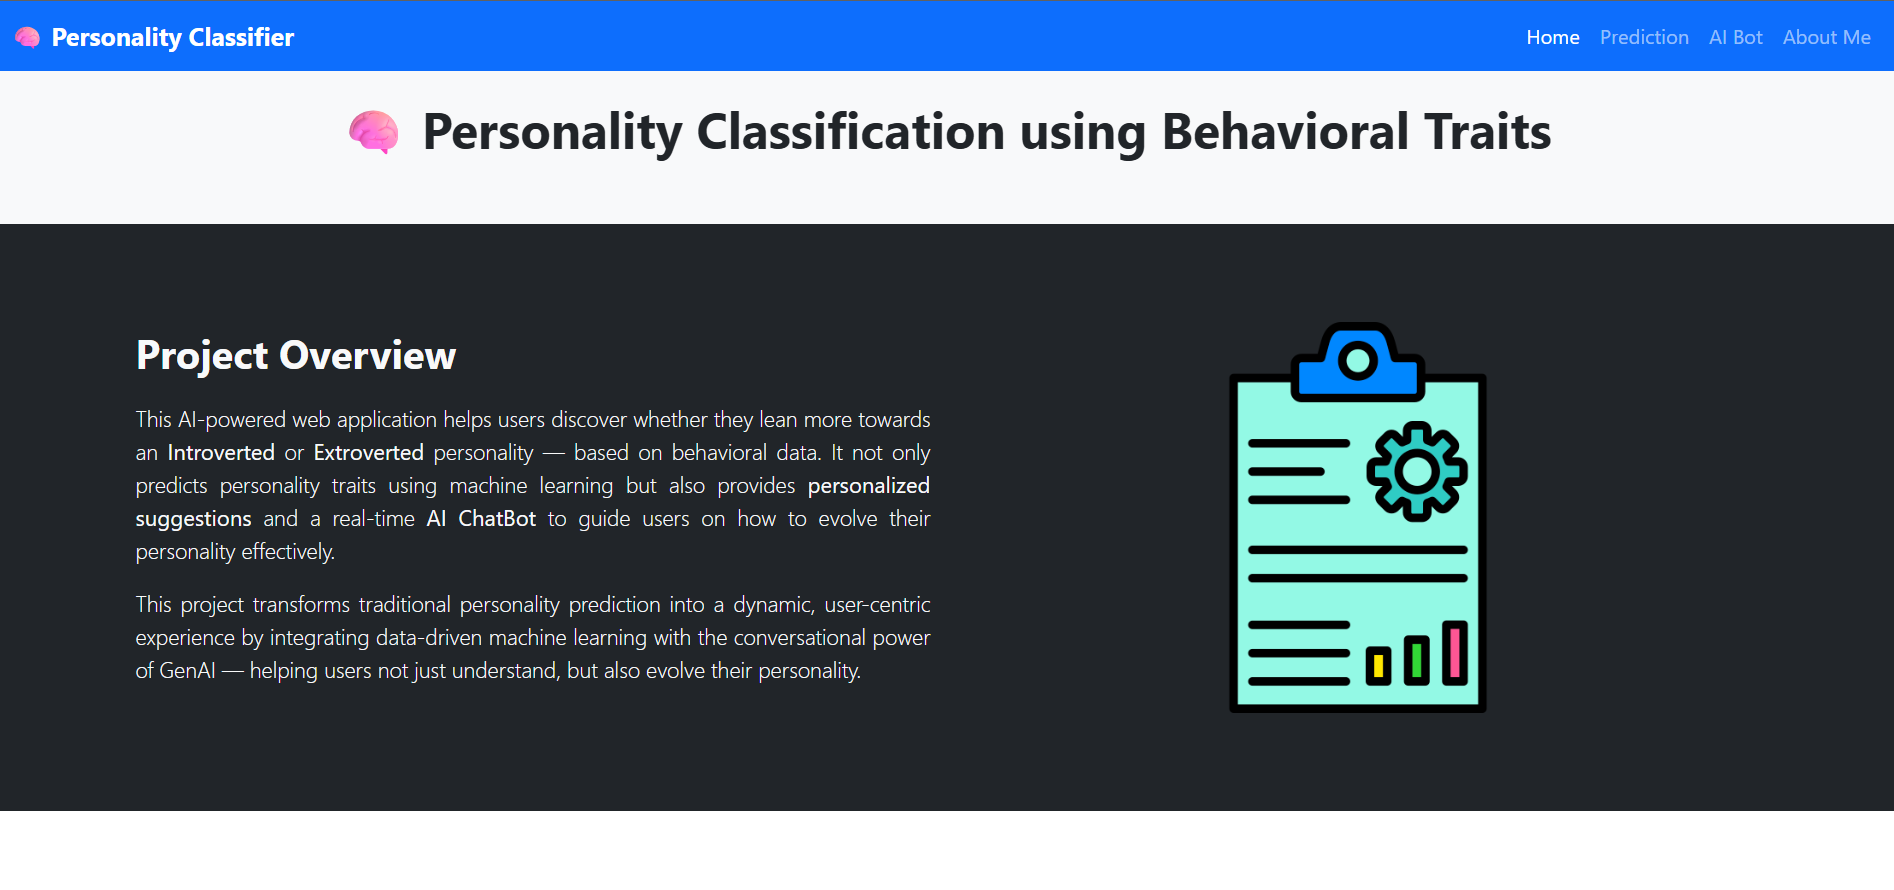 🧠 Personality Classifier
Home Prediction AI Bot About Me
🧠 Personality Classification using Behavioral Traits
Project Overview
This AI-powered web application helps users discover whether they lean more towards
an Introverted or Extroverted personality — based on behavioral data. It not only
predicts personality traits using machine learning but also provides personalized
suggestions and a real-time AI ChatBot to guide users on how to evolve their
personality effectively.
This project transforms traditional personality prediction into a dynamic, user-centric
experience by integrating data-driven machine learning with the conversational power
of GenAI — helping users not just understand, but also evolve their personality.